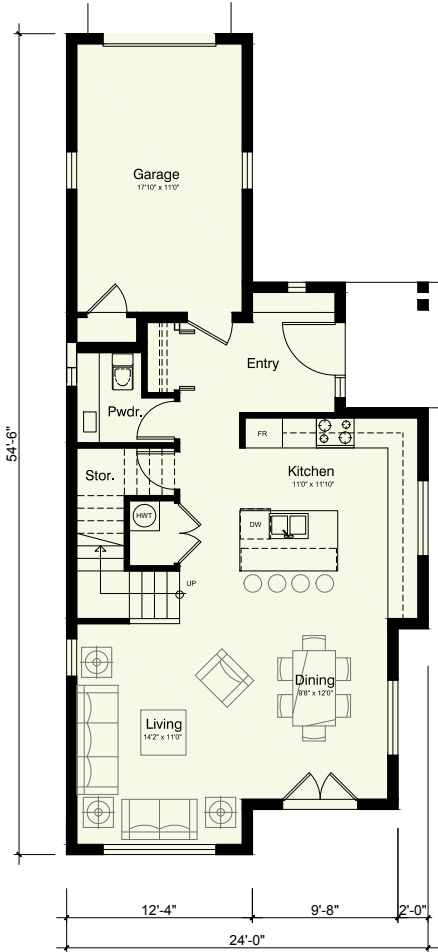 Garage
17'10" x 11'0"
Entry
Pwdr.
FR
Kitchen
11'0" x 11'10"
Stor.
HWT
DW
UP
54'-6"
Dining
9'8" x 12'0"
Living
14'2" x 11'0"
12'-4"
9'-8"
2'-0"
24'-0"